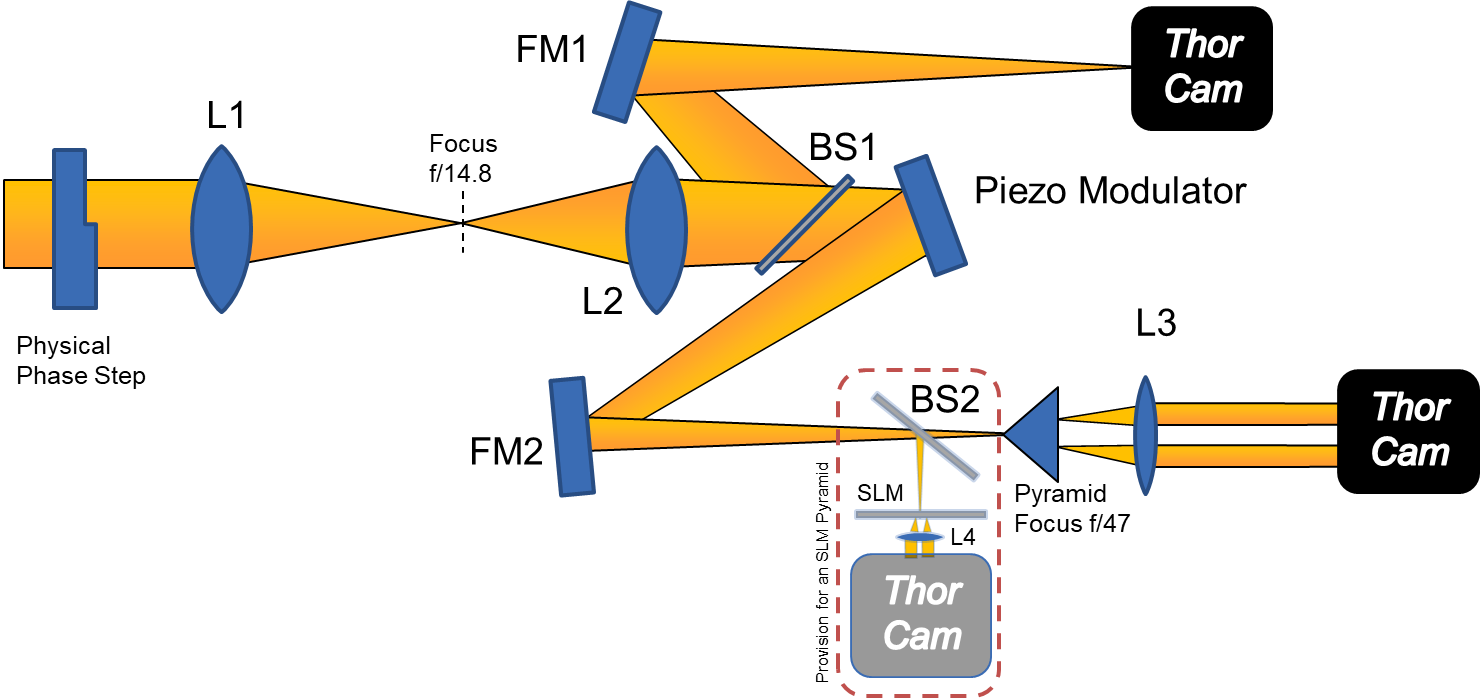 FM1
Thor
Cam
L1
Focus
f/14.8
BS1
Piezo Modulator
L2
Physical
Phase Step
L3
BS2
FM2
Thor
Cam
Provision for an SLM Pyramid
SLM
Pyramid
Focus f/47
L4
Thor
Cam